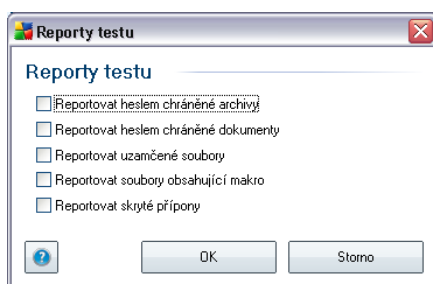 Reporty testu
Reporty testu
Reportovat heslem chráněné archivy
Reportovat heslem chráněné dokumenty
Reportovat uzamčené soubory
Reportovat soubory obsahující makro
Reportovat skryté přípony
? OK Storno